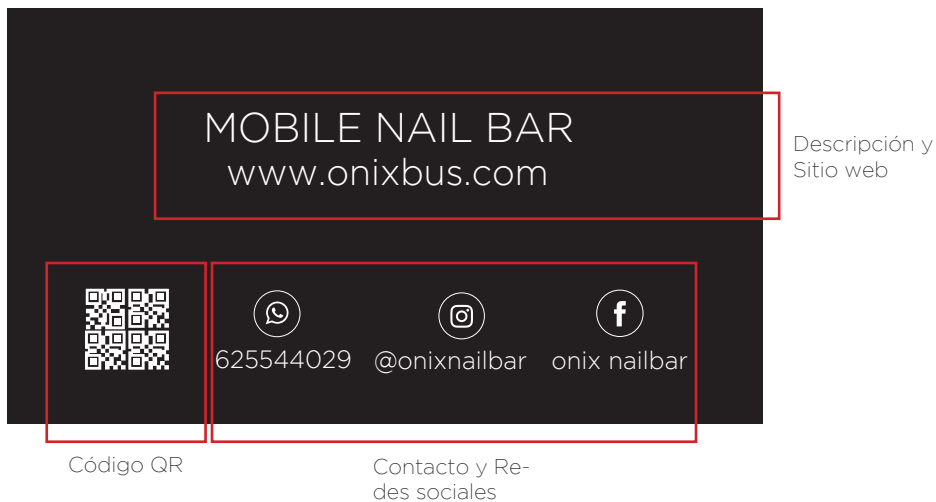 MOBILE NAIL BAR
www.onixbus.com
Descripción y
Sitio web
625544029
@onixnailbar
onix nailbar
Código QR
Contacto y Re-
des sociales